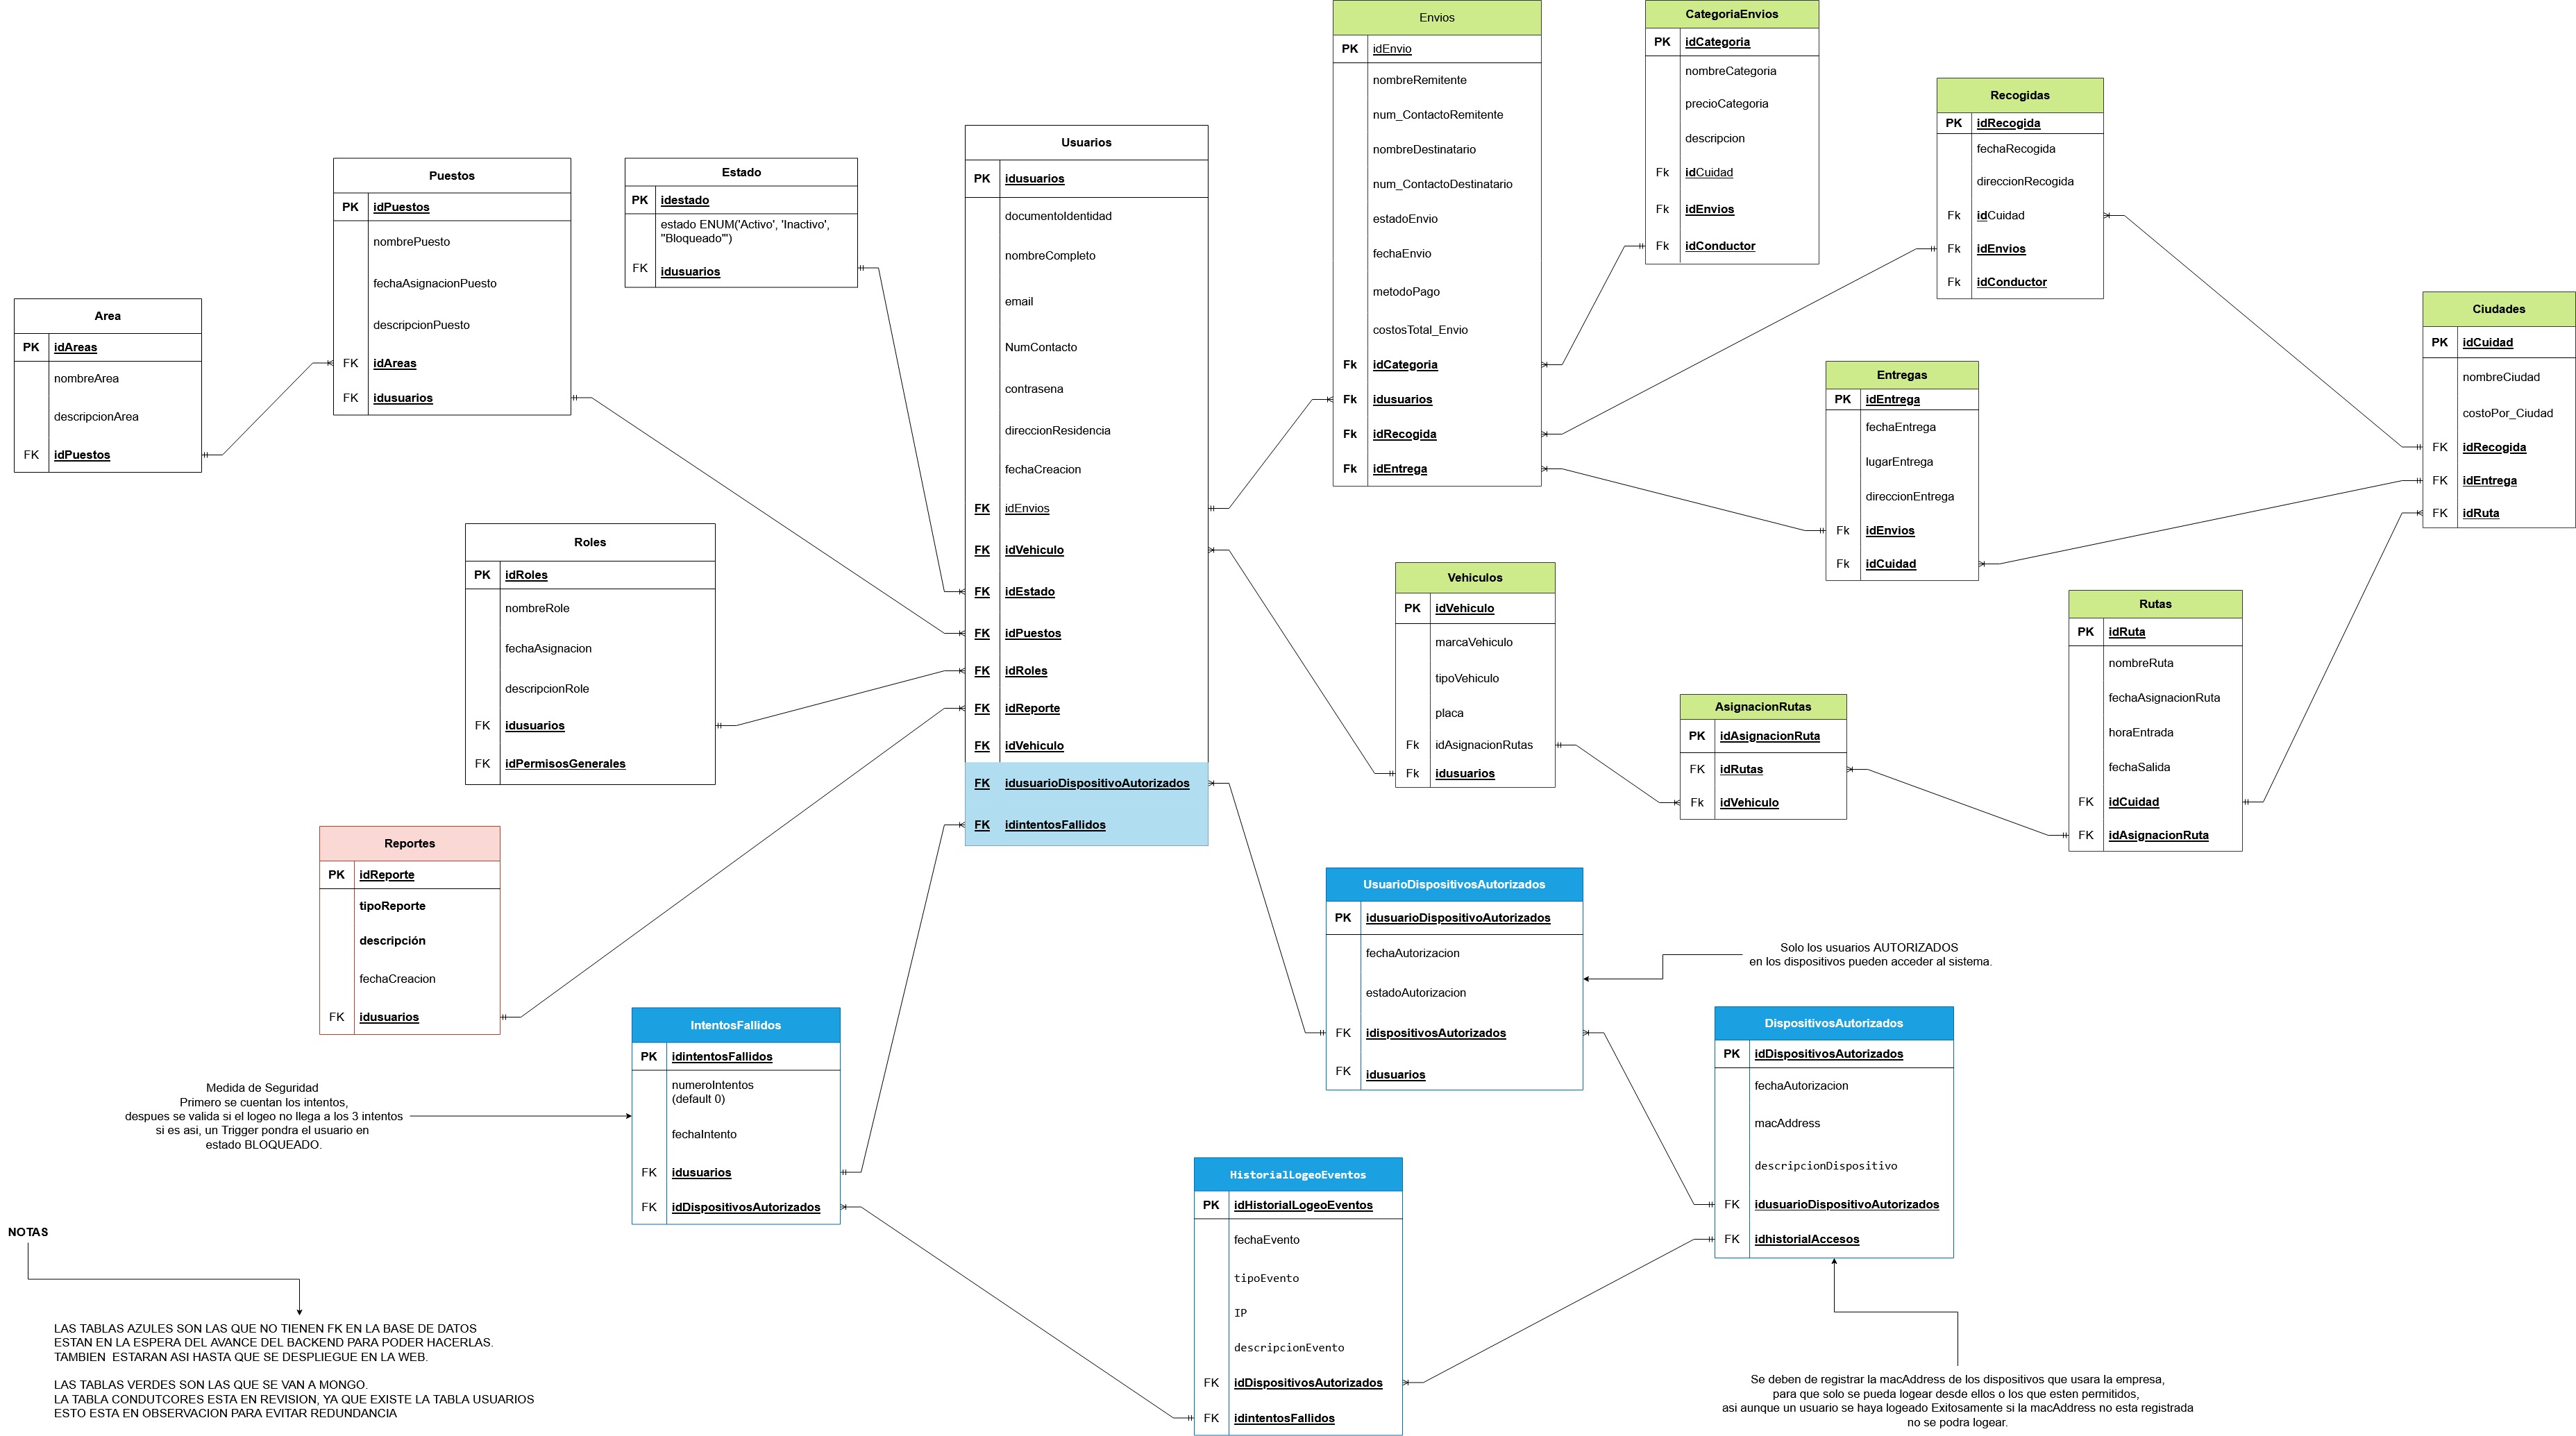 Envios
PK idEnvio
nombreRemitente
num_ContactoRemitente
nombreDestinatario
num_ContactoDestinatario
estadoEnvio
fechaEnvio
metodoPago
costosTotal_Envio
Fk idCategoria
Fk idusuarios
Fk idRecogida
Fk idEntrega
CategoriaEnvios
PK idCategoria
nombreCategoria
precioCategoria
descripcion
Fk idCuidad
Fk idEnvios
Fk idConductor
Recogidas
PK idRecogida
fechaRecogida
direccionRecogida
Fk idCuidad
Fk idEnvios
Fk idConductor
Usuarios
PK idusuarios
documentoIdentidad
nombreCompleto
email
NumContacto
contrasena
direccionResidencia
fechaCreacion
FK idEnvios
FK idVehiculo
FK idEstado
FK idPuestos
FK idRoles
FK idReporte
FK idVehiculo
FK idusuarioDispositivoAutorizados
FK idintentosFallidos
Puestos
PK idPuestos
nombrePuesto
fechaAsignacionPuesto
descripcionPuesto
FK idAreas
FK idusuarios
Estado
PK idestado
estado ENUM('Activo', 'Inactivo',
"Bloqueado"')
FK idusuarios
Area
PK idAreas
nombreArea
descripcionArea
FK idPuestos
Ciudades
PK idCuidad
nombreCiudad
costoPor_Ciudad
FK idRecogida
FK idEntrega
FK idRuta
Entregas
PK idEntrega
fechaEntrega
lugarEntrega
direccionEntrega
Fk idEnvios
Fk idCuidad
Roles
PK idRoles
nombreRole
fechaAsignacion
descripcionRole
FK idusuarios
FK idPermisosGenerales
Vehiculos
PK idVehiculo
marcaVehiculo
tipoVehiculo
placa
Fk idAsignacionRutas
Fk idusuarios
Rutas
PK idRuta
nombreRuta
fechaAsignacionRuta
horaEntrada
fechaSalida
FK idCuidad
FK idAsignacionRuta
AsignacionRutas
PK idAsignacionRuta
FK idRutas
Fk idVehiculo
Reportes
PK idReporte
tipoReporte
descripción
fechaCreacion
FK idusuarios
UsuarioDispositivosAutorizados
PK idusuarioDispositivoAutorizados
fechaAutorizacion
estadoAutorizacion
FK idispositivosAutorizados
FK idusuarios
Solo los usuarios AUTORIZADOS
en los dispositivos pueden acceder al sistema.
IntentosFallidos
PK idintentosFallidos
numeroIntentos
(default 0)
fechaIntento
FK idusuarios
FK idDispositivosAutorizados
DispositivosAutorizados
PK idDispositivosAutorizados
fechaAutorizacion
macAddress
descripcionDispositivo
FK idusuarioDispositivoAutorizados
FK idhistorialAccesos
Medida de Seguridad
Primero se cuentan los intentos,
despues se valida si el logeo no llega a los 3 intentos
si es asi, un Trigger pondra el usuario en
estado BLOQUEADO.
HistorialLogeoEventos
PK idHistorialLogeoEventos
fechaEvento
tipoEvento
IP
descripcionEvento
FK idDispositivosAutorizados
FK idintentosFallidos
NOTAS
LAS TABLAS AZULES SON LAS QUE NO TIENEN FK EN LA BASE DE DATOS
ESTAN EN LA ESPERA DEL AVANCE DEL BACKEND PARA PODER HACERLAS.
TAMBIEN ESTARAN ASI HASTA QUE SE DESPLIEGUE EN LA WEB.
LAS TABLAS VERDES SON LAS QUE SE VAN A MONGO.
LA TABLA CONDUTCORES ESTA EN REVISION, YA QUE EXISTE LA TABLA USUARIOS
ESTO ESTA EN OBSERVACION PARA EVITAR REDUNDANCIA
Se deben de registrar la macAddress de los dispositivos que usara la empresa,
para que solo se pueda logear desde ellos o los que esten permitidos,
asi aunque un usuario se haya logeado Exitosamente si la macAddress no esta registrada
no se podra logear.